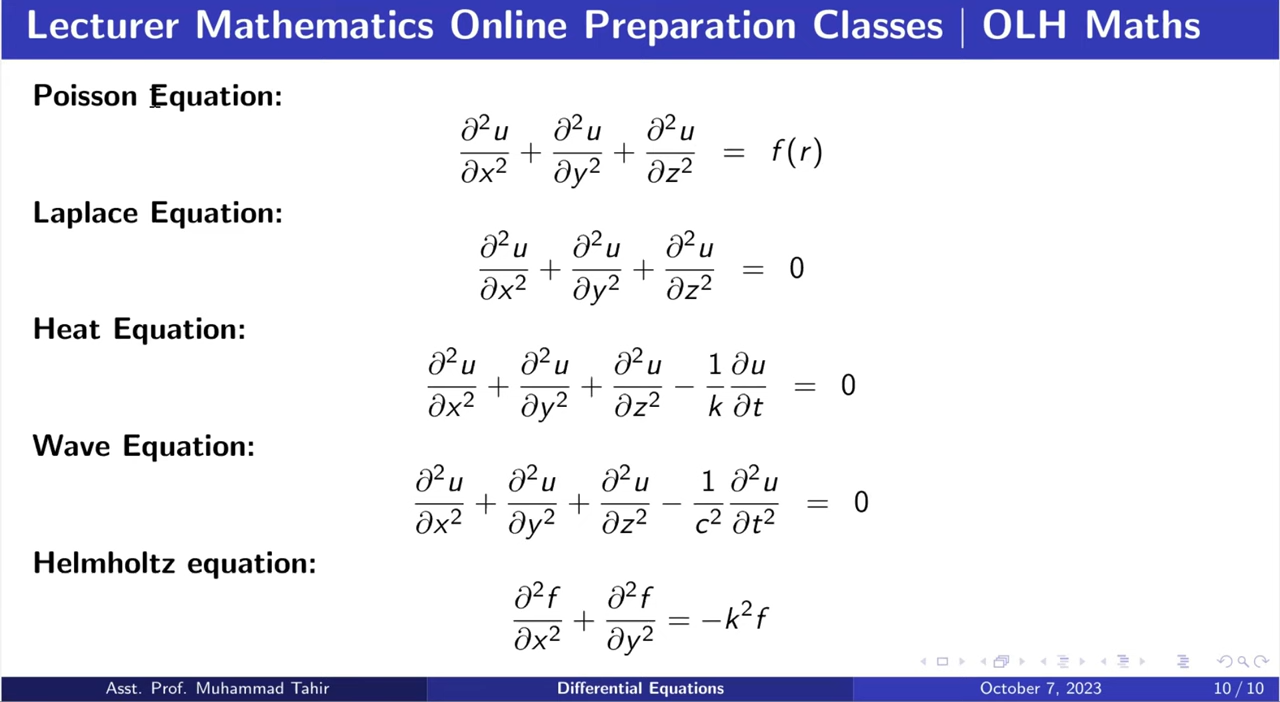 Lecturer Mathematics Online Preparation Classes | OLH Maths
Poisson Equation:
∂²u/∂x² + ∂²u/∂y² + ∂²u/∂z² = f(r)
Laplace Equation:
∂²u/∂x² + ∂²u/∂y² + ∂²u/∂z² = 0
Heat Equation:
∂²u/∂x² + ∂²u/∂y² + ∂²u/∂z² − 1/k ∂u/∂t = 0
Wave Equation:
∂²u/∂x² + ∂²u/∂y² + ∂²u/∂z² − 1/c² ∂²u/∂t² = 0
Helmholtz equation:
∂²f/∂x² + ∂²f/∂y² = −k²f
Asst. Prof. Muhammad Tahir Differential Equations October 7, 2023 10 / 10